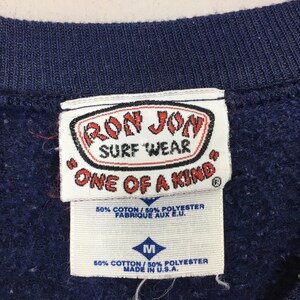 RON JON
SURF WEAR
"ONE OF A KIND"®
50% COTTON / 50% POLYESTER
FABRIQUE AUX E.U.
M
50% COTTON / 50% POLYESTER
MADE IN U.S.A.